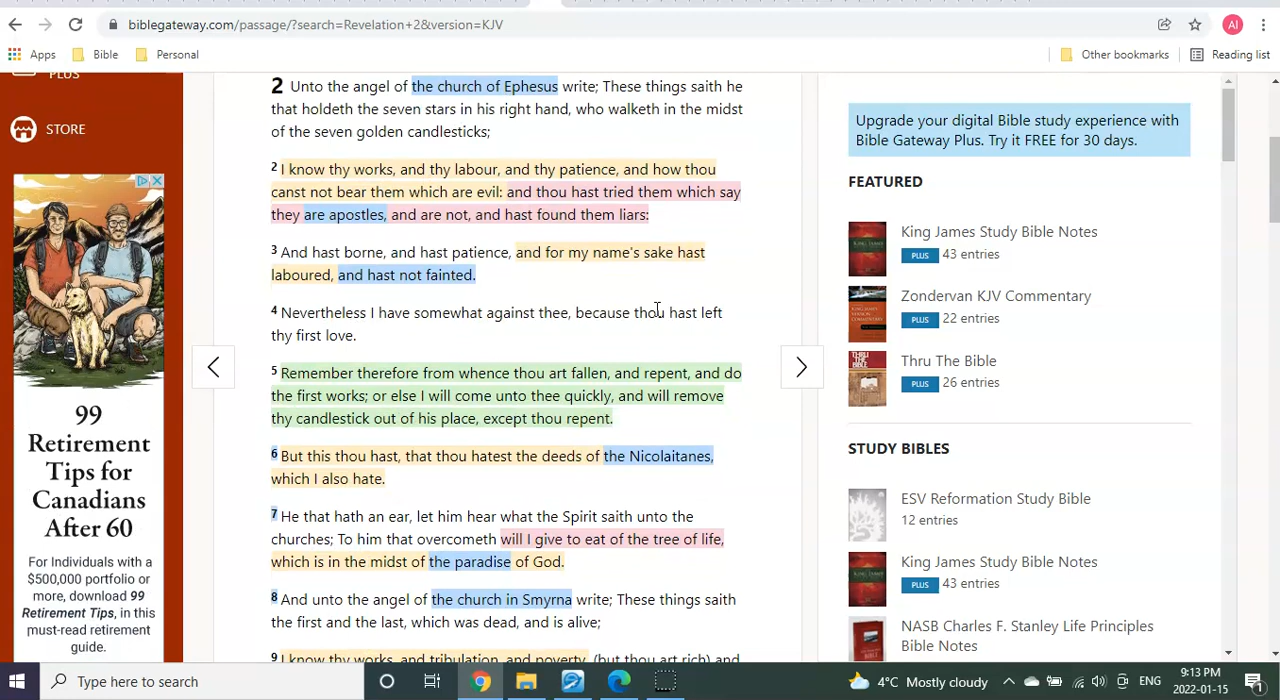 biblegateway.com/passage/?search=Revelation+2&version=KJV
AI
Apps
Bible
Personal
Other bookmarks
Reading list
PLUS
STORE
99
Retirement
Tips for
Canadians
After 60
For Individuals with a
$500,000 portfolio or
more, download 99
Retirement Tips, in this
must-read retirement
guide.
2 Unto the angel of the church of Ephesus write; These things saith he
that holdeth the seven stars in his right hand, who walketh in the midst
of the seven golden candlesticks;
2 I know thy works, and thy labour, and thy patience, and how thou
canst not bear them which are evil: and thou hast tried them which say
they are apostles, and are not, and hast found them liars:
3 And hast borne, and hast patience, and for my name's sake hast
laboured, and hast not fainted.
4 Nevertheless I have somewhat against thee, because thou hast left
thy first love.
5 Remember therefore from whence thou art fallen, and repent, and do
the first works; or else I will come unto thee quickly, and will remove
thy candlestick out of his place, except thou repent.
6 But this thou hast, that thou hatest the deeds of the Nicolaitanes,
which I also hate.
7 He that hath an ear, let him hear what the Spirit saith unto the
churches; To him that overcometh will I give to eat of the tree of life,
which is in the midst of the paradise of God.
8 And unto the angel of the church in Smyrna write; These things saith
the first and the last, which was dead, and is alive;
9 I know thy works, and tribulation, and poverty, (but thou art rich) and
Upgrade your digital Bible study experience with
Bible Gateway Plus. Try it FREE for 30 days.
FEATURED
King James Study Bible Notes
PLUS 43 entries
Zondervan KJV Commentary
PLUS 22 entries
Thru The Bible
PLUS 26 entries
STUDY BIBLES
ESV Reformation Study Bible
12 entries
King James Study Bible Notes
PLUS 43 entries
NASB Charles F. Stanley Life Principles
Bible Notes
Type here to search
4°C Mostly cloudy
ENG
9:13 PM
2022-01-15
1